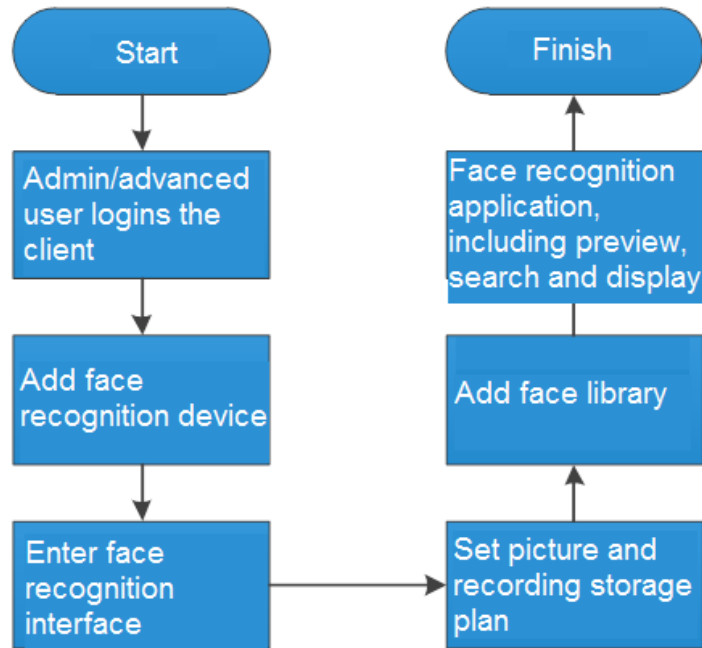 Start
Admin/advanced
user logins the
client
Add face
recognition device
Enter face
recognition
interface
Set picture and
recording storage
plan
Add face library
Face recognition
application,
including preview,
search and display
Finish